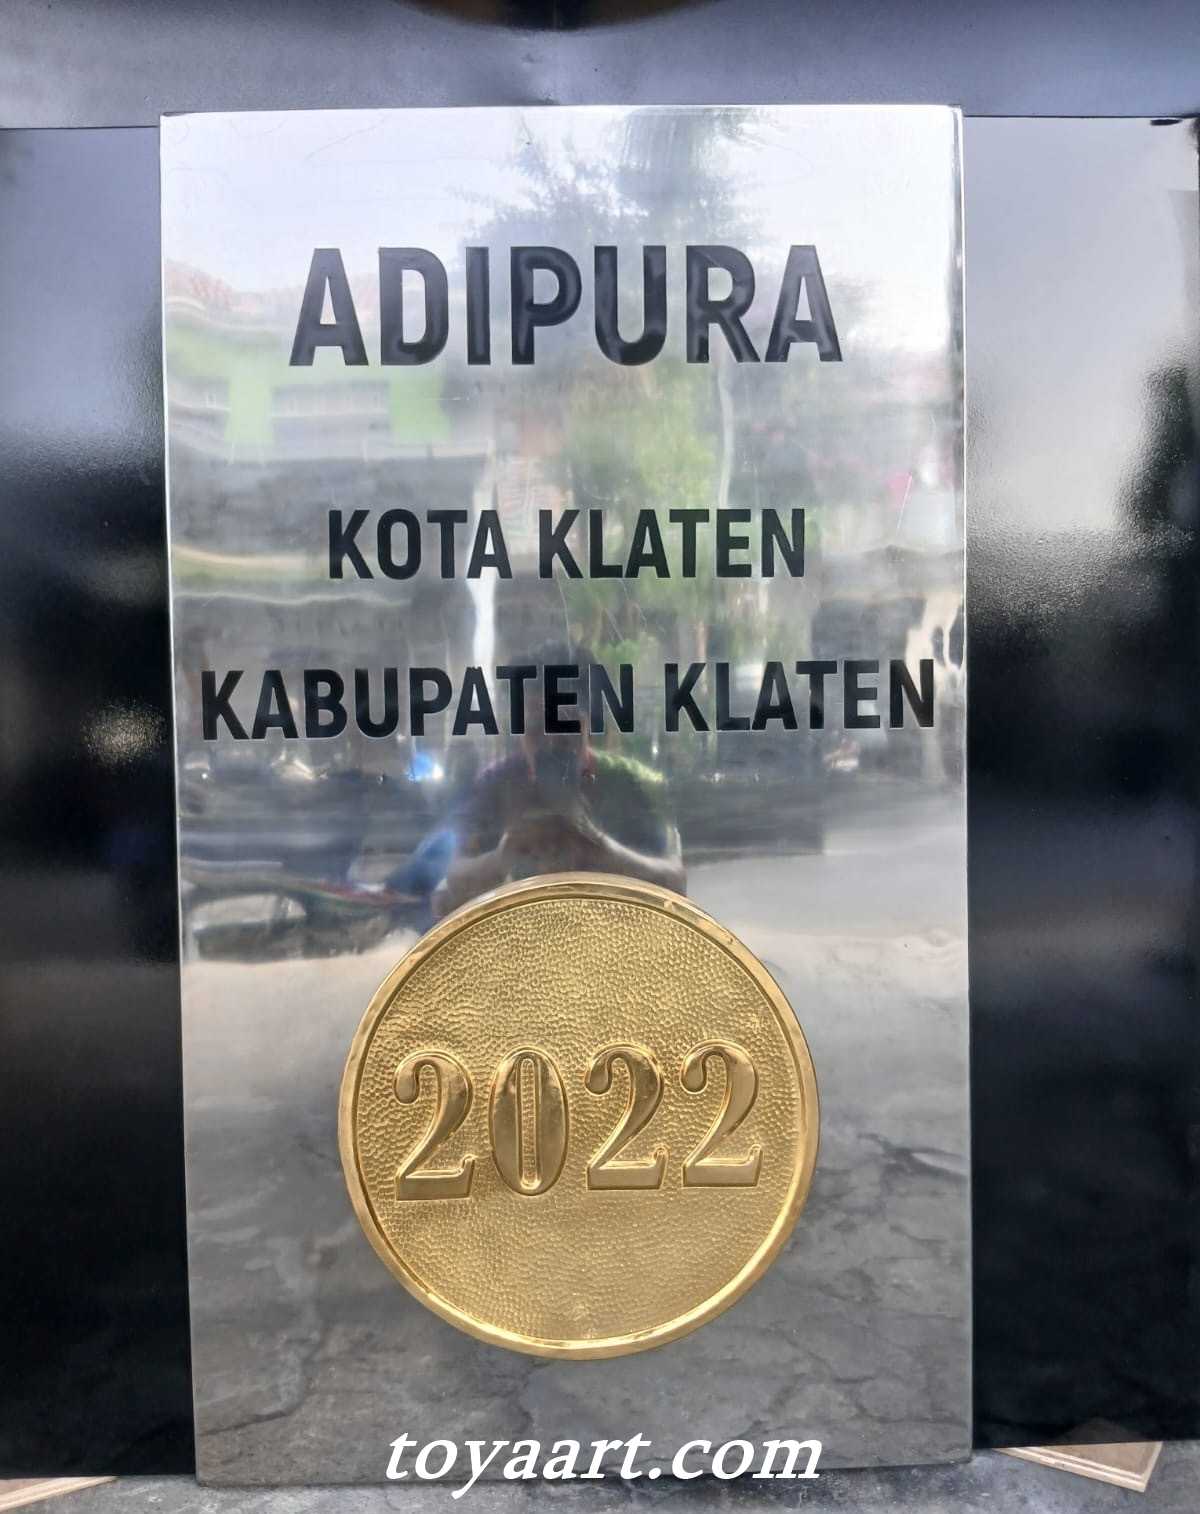 ADIPURA
KOTA KLATEN
KABUPATEN KLATEN
2022
toyaart.com